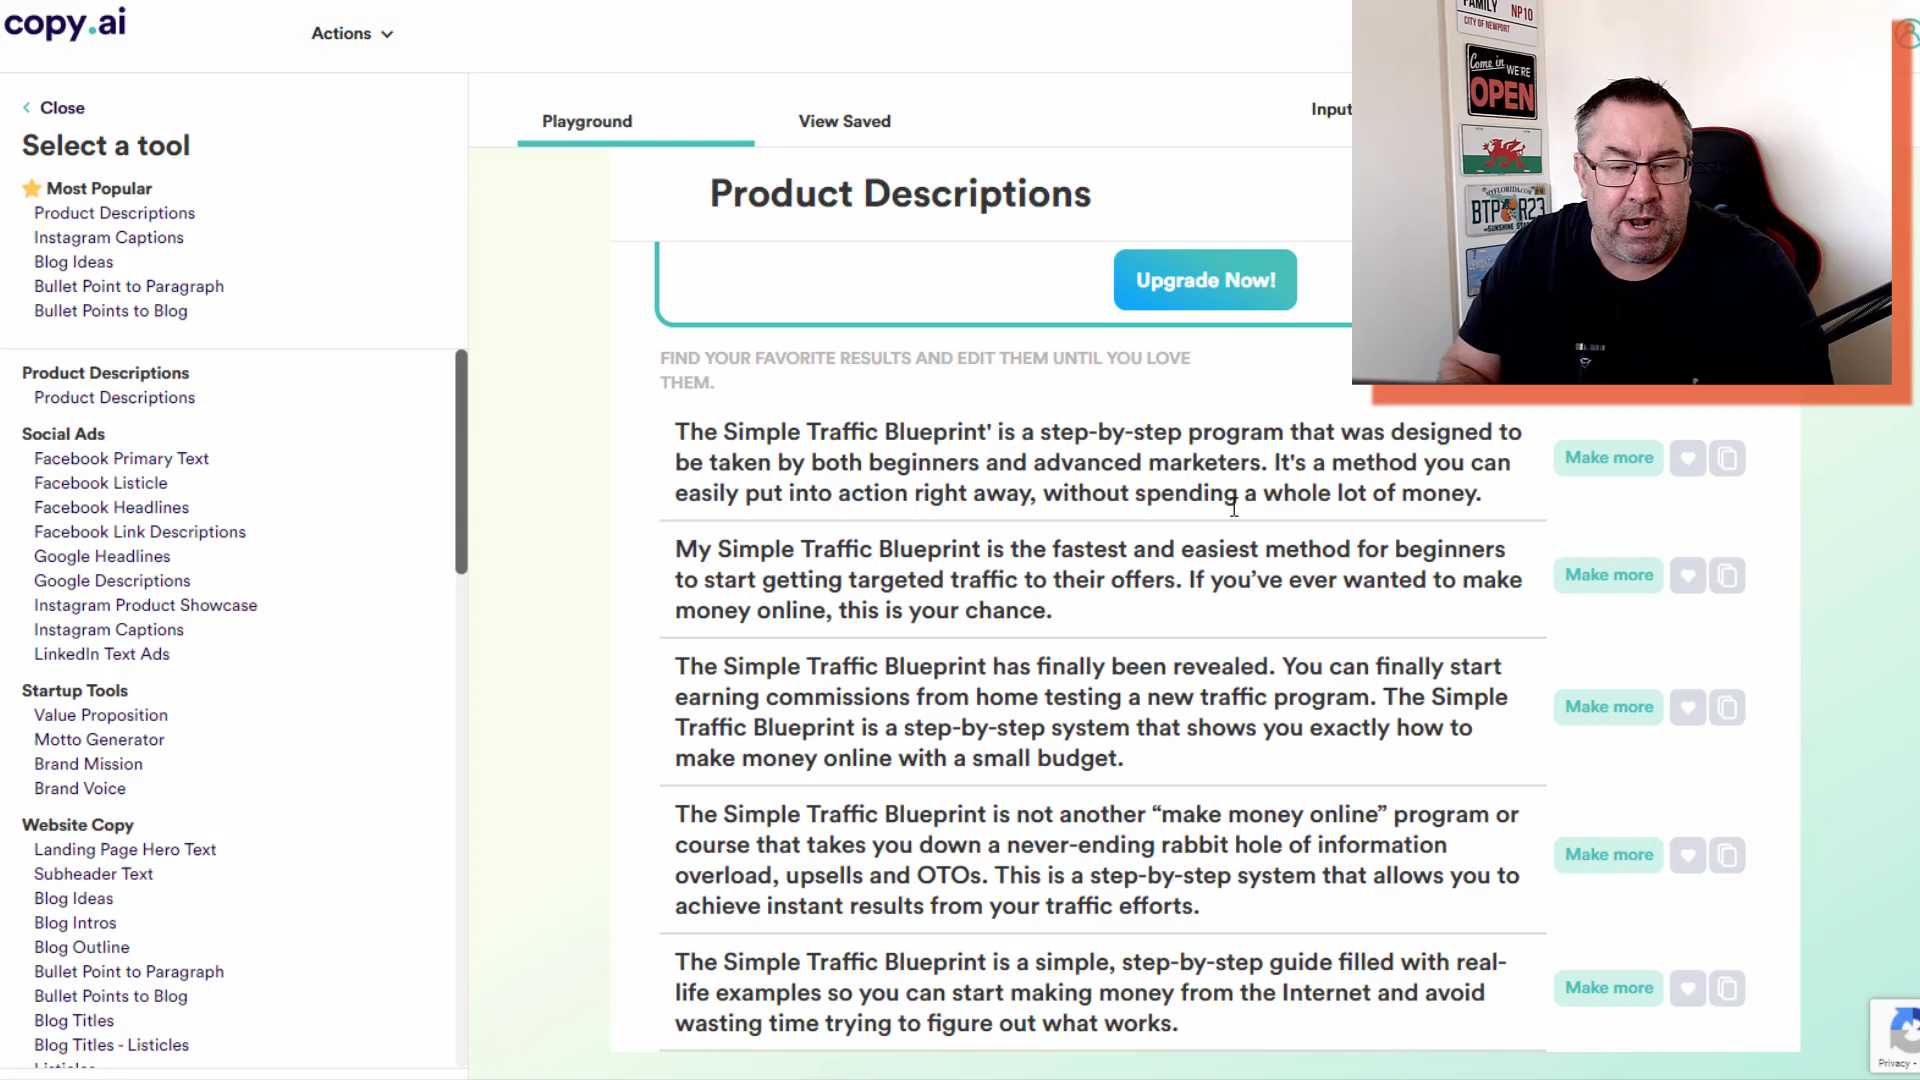 copy.ai
Actions
Close
Select a tool
Most Popular
Product Descriptions
Instagram Captions
Blog Ideas
Bullet Point to Paragraph
Bullet Points to Blog
Product Descriptions
Product Descriptions
Social Ads
Facebook Primary Text
Facebook Listicle
Facebook Headlines
Facebook Link Descriptions
Google Headlines
Google Descriptions
Instagram Product Showcase
Instagram Captions
LinkedIn Text Ads
Startup Tools
Value Proposition
Motto Generator
Brand Mission
Brand Voice
Website Copy
Landing Page Hero Text
Subheader Text
Blog Ideas
Blog Intros
Blog Outline
Bullet Point to Paragraph
Bullet Points to Blog
Blog Titles
Blog Titles - Listicles
Playground
View Saved
Input
Product Descriptions
Upgrade Now!
FIND YOUR FAVORITE RESULTS AND EDIT THEM UNTIL YOU LOVE
THEM.
The Simple Traffic Blueprint' is a step-by-step program that was designed to
be taken by both beginners and advanced marketers. It's a method you can
easily put into action right away, without spending a whole lot of money.
Make more
My Simple Traffic Blueprint is the fastest and easiest method for beginners
to start getting targeted traffic to their offers. If you’ve ever wanted to make
money online, this is your chance.
Make more
The Simple Traffic Blueprint has finally been revealed. You can finally start
earning commissions from home testing a new traffic program. The Simple
Traffic Blueprint is a step-by-step system that shows you exactly how to
make money online with a small budget.
Make more
The Simple Traffic Blueprint is not another “make money online” program or
course that takes you down a never-ending rabbit hole of information
overload, upsells and OTOs. This is a step-by-step system that allows you to
achieve instant results from your traffic efforts.
Make more
The Simple Traffic Blueprint is a simple, step-by-step guide filled with real-
life examples so you can start making money from the Internet and avoid
wasting time trying to figure out what works.
Make more
FAMILY NP10
CITY OF NEWPORT
Come in WE'RE
OPEN
BTP R23
SUNSHINE STA
Privacy -